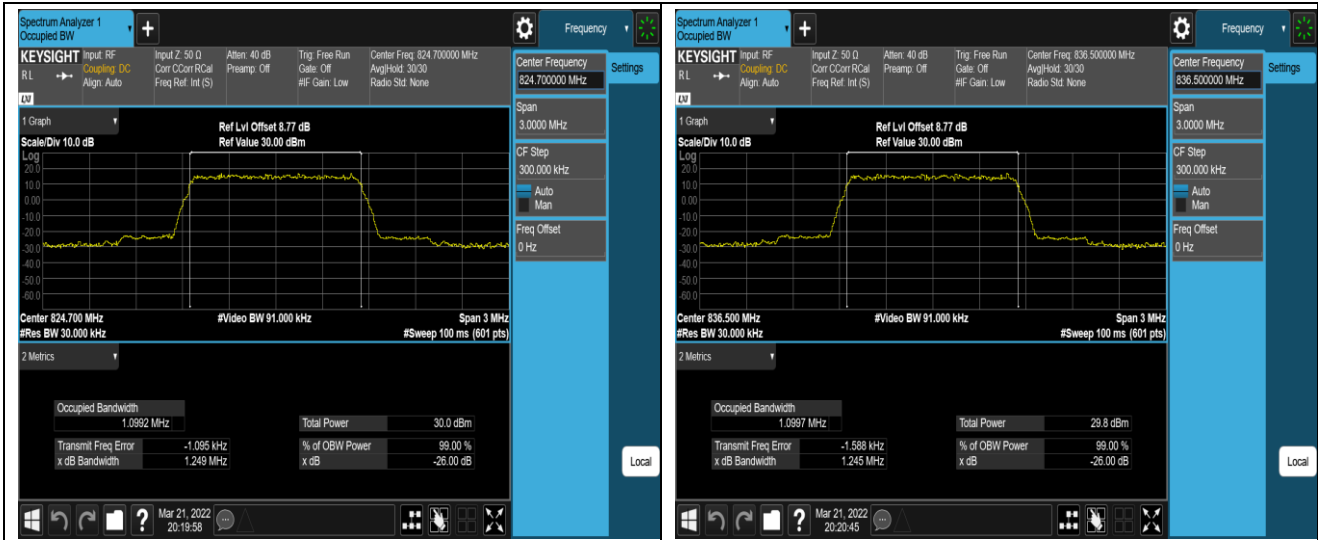 Spectrum Analyzer 1
Occupied BW
+
Frequency
KEYSIGHT Input: RF
Coupling: DC
Align: Auto
RL
LXI
Input Z: 50 Ω
Corr CCorr RCal
Freq Ref: Int (S)
Atten: 40 dB
Preamp: Off
Trig: Free Run
Gate: Off
#IF Gain: Low
Center Freq: 824.700000 MHz
Avg|Hold: 30/30
Radio Std: None
Center Frequency
824.700000 MHz
Settings
Span
3.0000 MHz
CF Step
300.000 kHz
Auto
Man
Freq Offset
0 Hz
1 Graph
Scale/Div 10.0 dB
Ref Lvl Offset 8.77 dB
Ref Value 30.00 dBm
Log
20.0
10.0
0.00
-10.0
-20.0
-30.0
-40.0
-50.0
-60.0
Center 824.700 MHz
#Video BW 91.000 kHz
Span 3 MHz
#Res BW 30.000 kHz
#Sweep 100 ms (601 pts)
2 Metrics
Occupied Bandwidth
1.0992 MHz
Total Power 30.0 dBm
Transmit Freq Error -1.095 kHz
% of OBW Power 99.00 %
x dB Bandwidth 1.249 MHz
x dB -26.00 dB
Local
?
Mar 21, 2022
20:19:58
Spectrum Analyzer 1
Occupied BW
+
Frequency
KEYSIGHT Input: RF
Coupling: DC
Align: Auto
RL
LXI
Input Z: 50 Ω
Corr CCorr RCal
Freq Ref: Int (S)
Atten: 40 dB
Preamp: Off
Trig: Free Run
Gate: Off
#IF Gain: Low
Center Freq: 836.500000 MHz
Avg|Hold: 30/30
Radio Std: None
Center Frequency
836.500000 MHz
Settings
Span
3.0000 MHz
CF Step
300.000 kHz
Auto
Man
Freq Offset
0 Hz
1 Graph
Scale/Div 10.0 dB
Ref Lvl Offset 8.77 dB
Ref Value 30.00 dBm
Log
20.0
10.0
0.00
-10.0
-20.0
-30.0
-40.0
-50.0
-60.0
Center 836.500 MHz
#Video BW 91.000 kHz
Span 3 MHz
#Res BW 30.000 kHz
#Sweep 100 ms (601 pts)
2 Metrics
Occupied Bandwidth
1.0997 MHz
Total Power 29.8 dBm
Transmit Freq Error -1.588 kHz
% of OBW Power 99.00 %
x dB Bandwidth 1.245 MHz
x dB -26.00 dB
Local
?
Mar 21, 2022
20:20:45